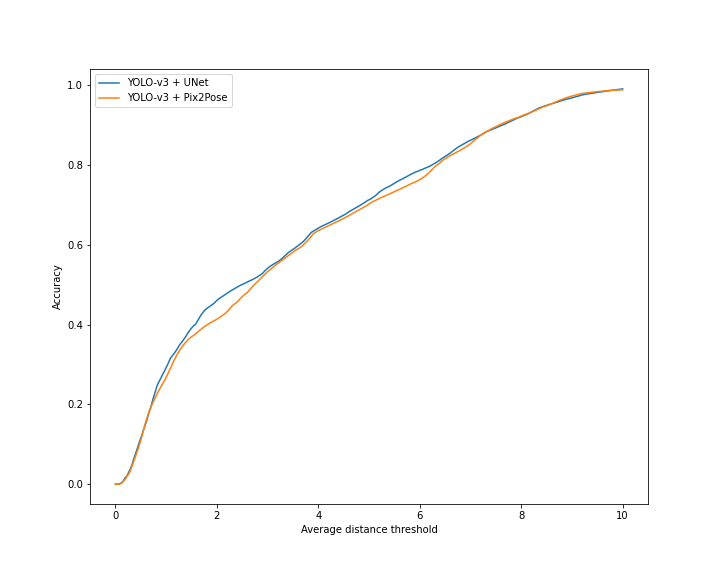 YOLO-v3 + UNet
YOLO-v3 + Pix2Pose
1.0
0.8
0.6
0.4
0.2
0.0
Accuracy
0 2 4 6 8 10
Average distance threshold